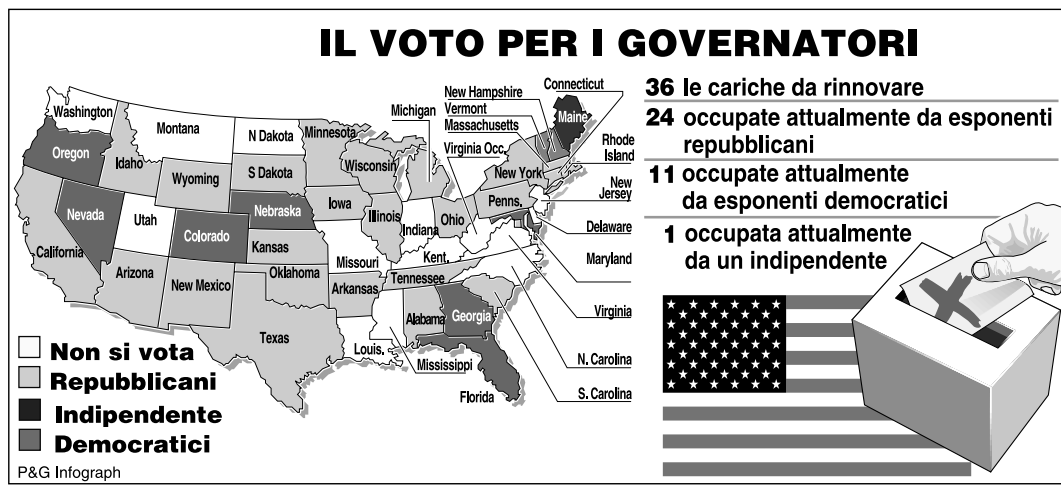 IL VOTO PER I GOVERNATORI
36 le cariche da rinnovare
24 occupate attualmente da esponenti
repubblicani
11 occupate attualmente
da esponenti democratici
1 occupata attualmente
da un indipendente
Washington
Montana
N Dakota
Minnesota
Michigan
New Hampshire
Vermont
Massachusetts
Connecticut
Maine
Rhode
Island
Virginia Occ.
Oregon
Idaho
Wyoming
S Dakota
Wisconsin
New York
New
Jersey
Nevada
Utah
Colorado
Nebraska
Iowa
Illinois
Indiana
Ohio
Penns.
Delaware
California
Kansas
Missouri
Kent.
Maryland
Arizona
New Mexico
Oklahoma
Arkansas
Tennessee
Virginia
Texas
Louis.
Alabama
Georgia
Mississippi
N. Carolina
Florida
S. Carolina
Non si vota
Repubblicani
Indipendente
Democratici
P&G Infograph